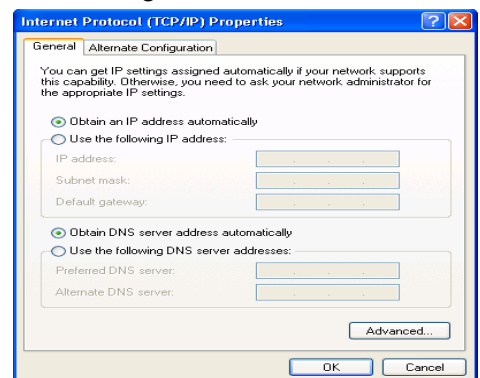 Internet Protocol (TCP/IP) Properties
General Alternate Configuration
You can get IP settings assigned automatically if your network supports
this capability. Otherwise, you need to ask your network administrator for
the appropriate IP settings.
Obtain an IP address automatically
Use the following IP address:
IP address:
Subnet mask:
Default gateway:
Obtain DNS server address automatically
Use the following DNS server addresses:
Preferred DNS server:
Alternate DNS server:
Advanced...
OK Cancel